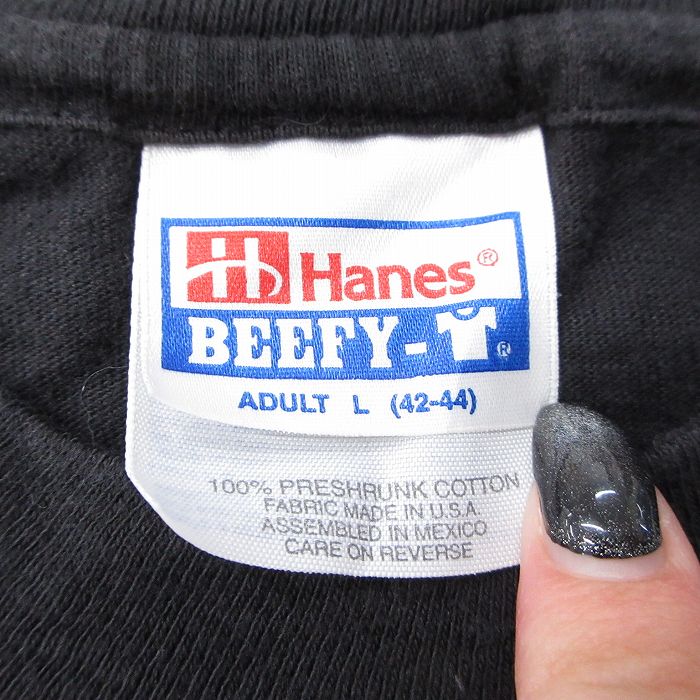 H Hanes®
BEEFY-T®
ADULT L (42-44)
100% PRESHRUNK COTTON
FABRIC MADE IN U.S.A.
ASSEMBLED IN MEXICO
CARE ON REVERSE